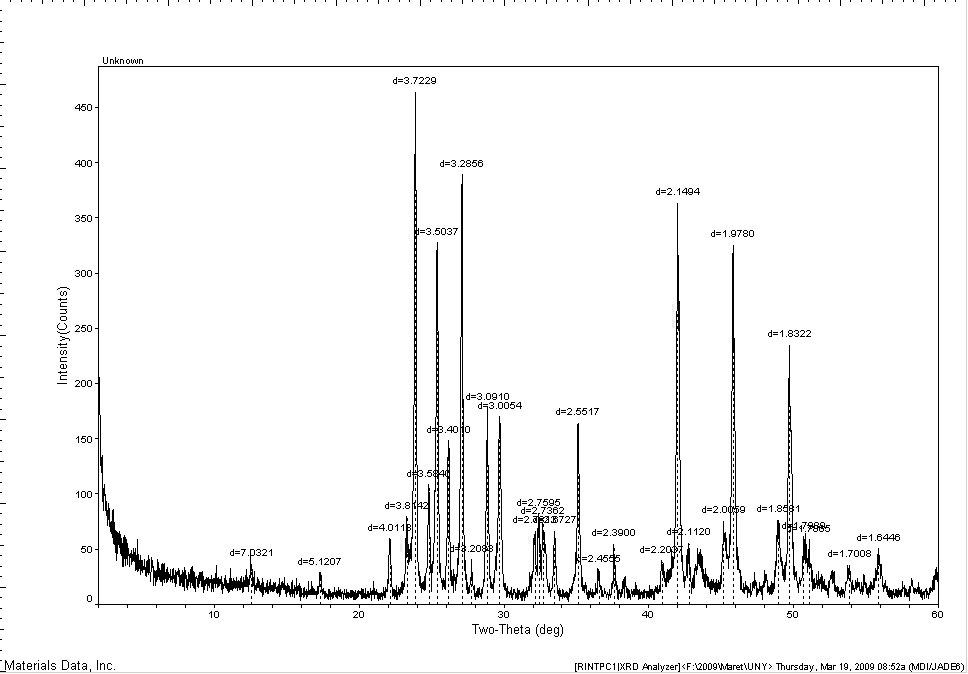 Unknown
d=3.7229
450
400
d=3.2856
350
d=2.1494
d=3.5037
d=1.9780
300
250
d=1.8322
200
d=3.0910
d=3.0054
d=2.5517
150
d=3.4010
d=3.5840
100
d=3.8142
d=2.7595
d=2.7362
d=2.0059
d=1.8581
d=4.0113
d=2.3900
d=2.1120
d=1.6446
50
d=7.0321
d=3.2083
d=2.4555
d=2.2037
d=1.7008
d=5.1207
0
10
20
30
40
50
60
Intensity(Counts)
Two-Theta (deg)
Materials Data, Inc.
[RINTPC1|XRD Analyzer]<F:\2009\Maret\UNY> Thursday, Mar 19, 2009 08:52a (MDI/JADE6)